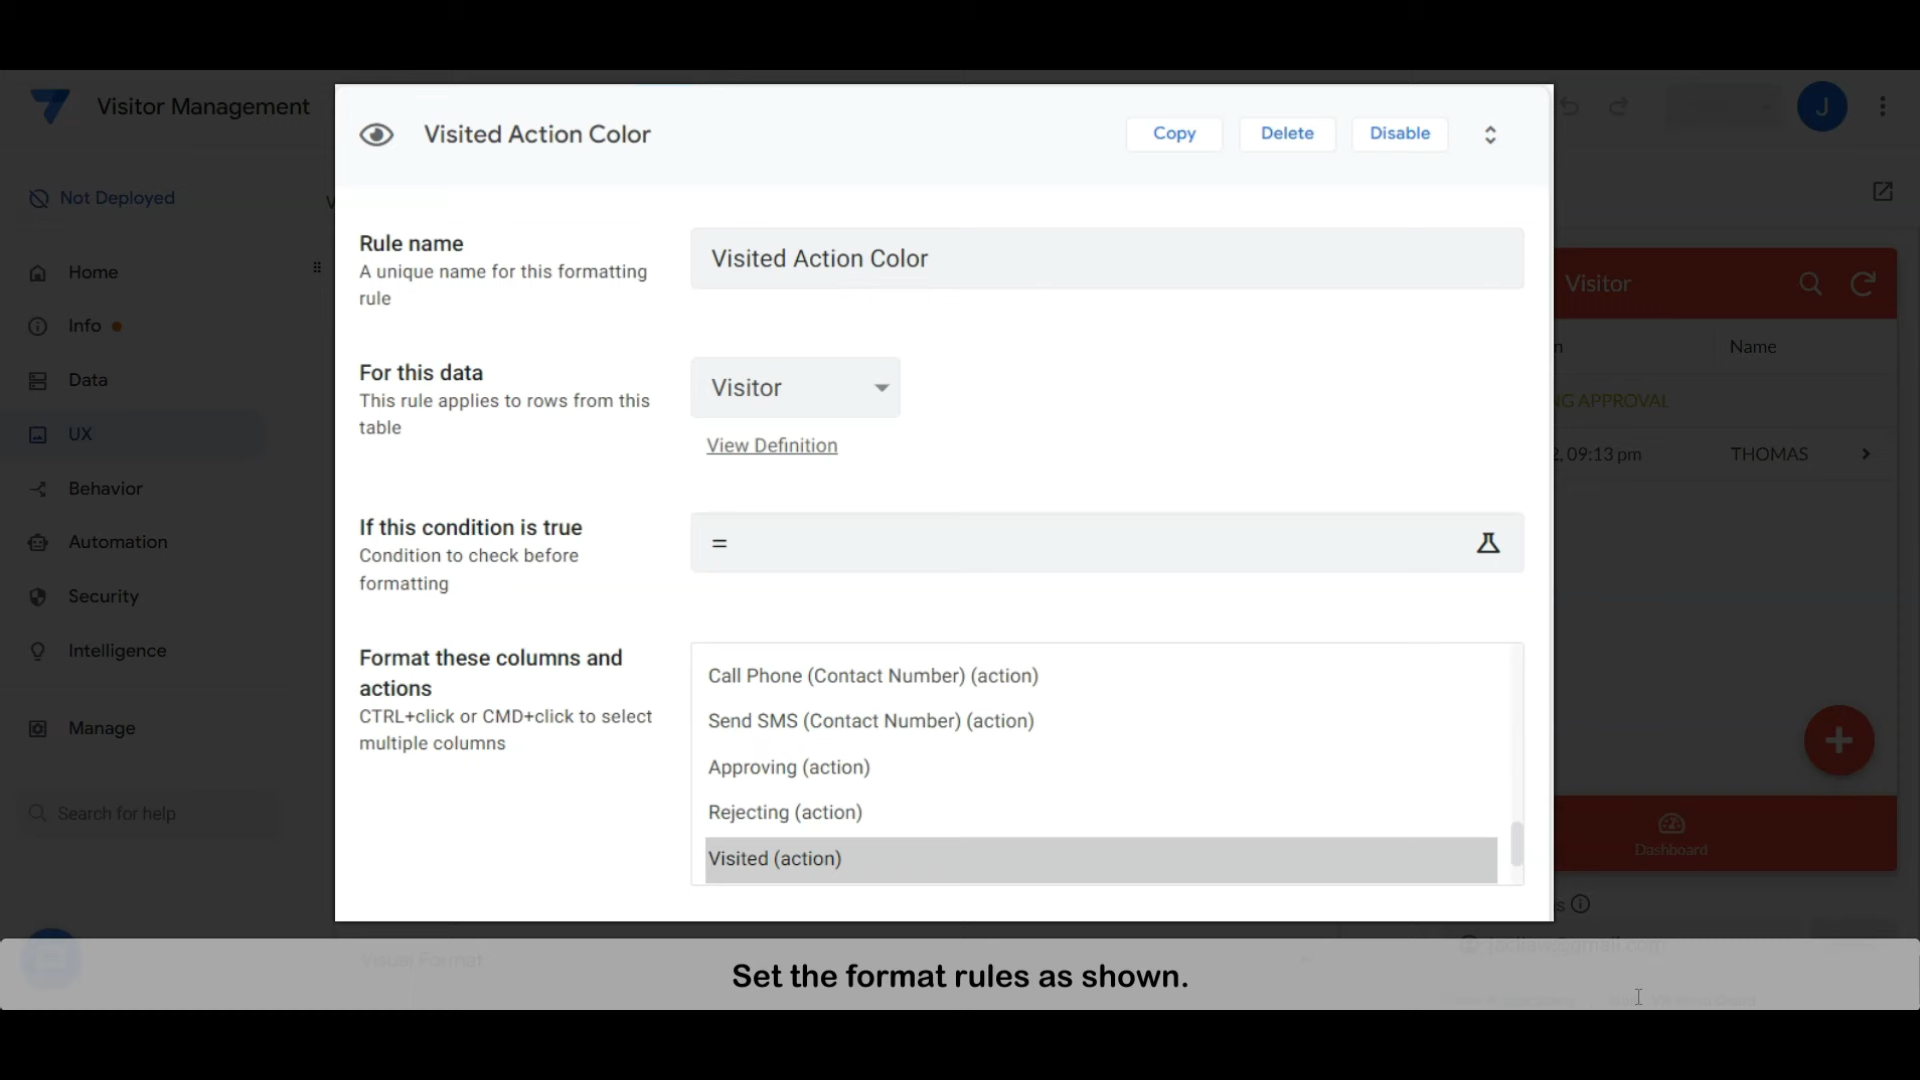 Visitor Management
J
Not Deployed
Home
Info
Data
UX
Behavior
Automation
Security
Intelligence
Manage
Search for help
Visited Action Color
Copy
Delete
Disable
Rule name
A unique name for this formatting
rule
Visited Action Color
For this data
This rule applies to rows from this
table
Visitor
View Definition
If this condition is true
Condition to check before
formatting
=
Format these columns and
actions
CTRL+click or CMD+click to select
multiple columns
Call Phone (Contact Number) (action)
Send SMS (Contact Number) (action)
Approving (action)
Rejecting (action)
Visited (action)
Visitor
Name
NG APPROVAL
2, 09:13 pm
THOMAS
Dashboard
Visual Format
Set the format rules as shown.